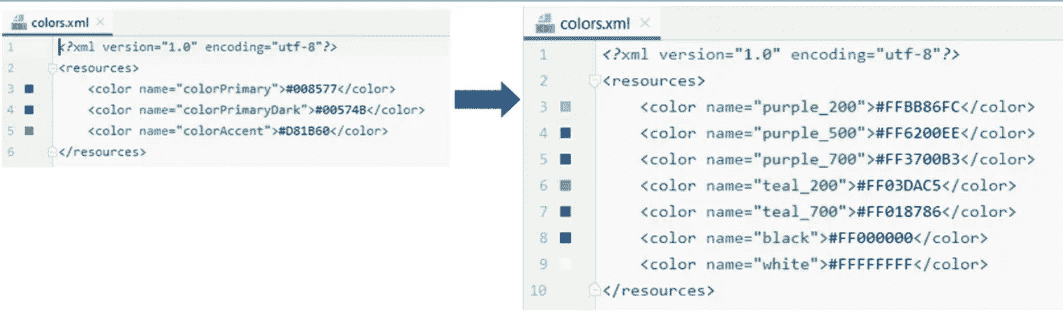 colors.xml
1 <?xml version="1.0" encoding="utf-8"?>
2 <resources>
3 <color name="colorPrimary">#008577</color>
4 <color name="colorPrimaryDark">#00574B</color>
5 <color name="colorAccent">#D81B60</color>
6 </resources>
colors.xml
1 <?xml version="1.0" encoding="utf-8"?>
2 <resources>
3 <color name="purple_200">#FFBB86FC</color>
4 <color name="purple_500">#FF6200EE</color>
5 <color name="purple_700">#FF3700B3</color>
6 <color name="teal_200">#FF03DAC5</color>
7 <color name="teal_700">#FF018786</color>
8 <color name="black">#FF000000</color>
9 <color name="white">#FFFFFFFF</color>
10 </resources>